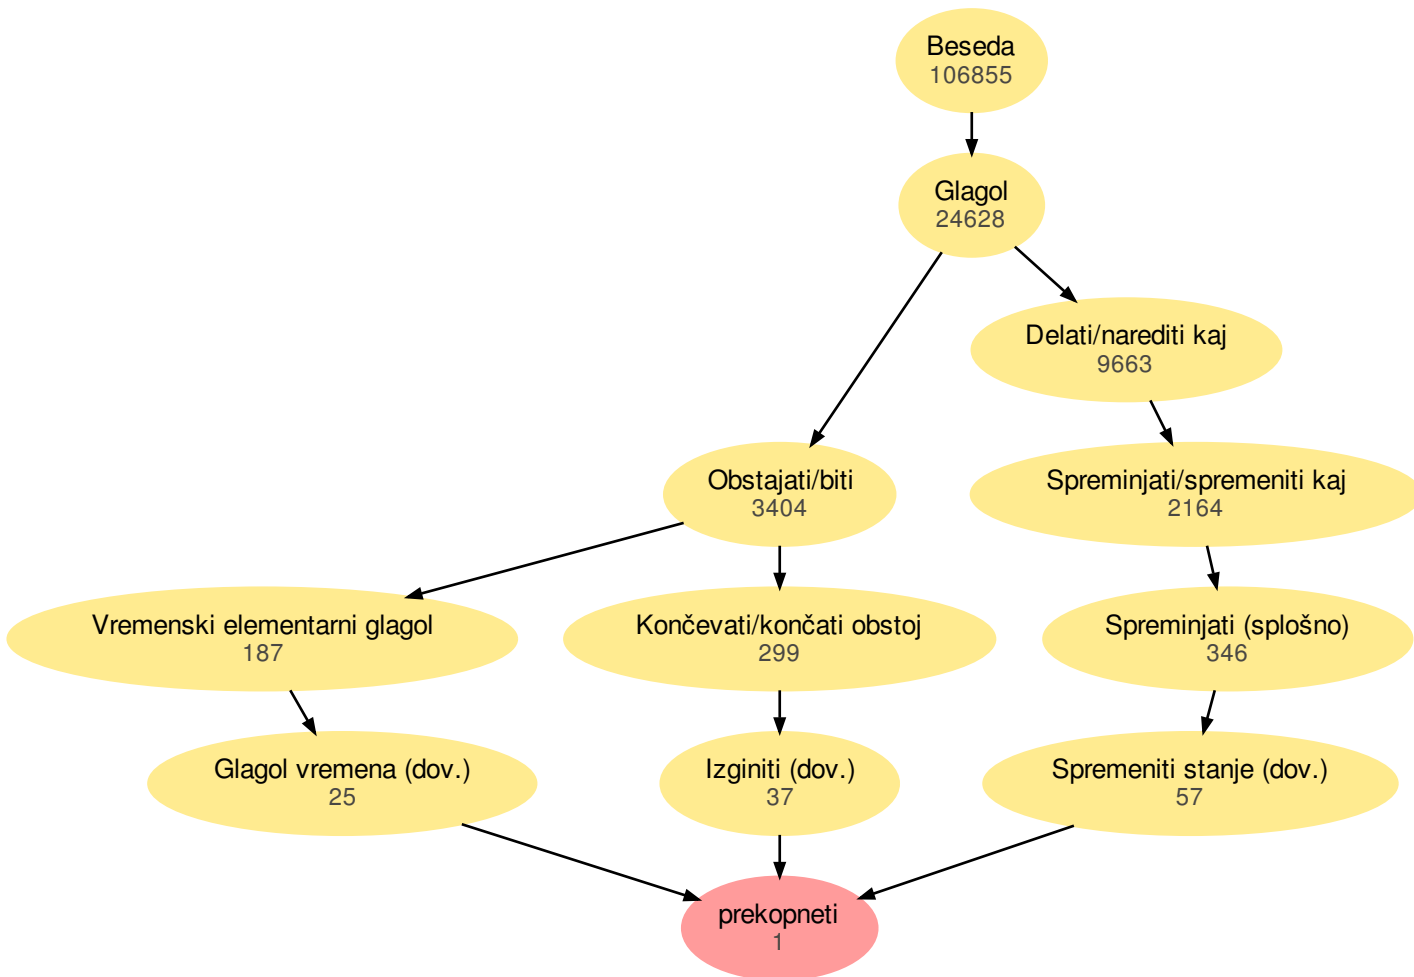 Beseda
106855
Glagol
24628
Delati/narediti kaj
9663
Obstajati/biti
3404
Spreminjati/spremeniti kaj
2164
Vremenski elementarni glagol
187
Končevati/končati obstoj
299
Spreminjati (splošno)
346
Glagol vremena (dov.)
25
Izginiti (dov.)
37
Spremeniti stanje (dov.)
57
prekopneti
1